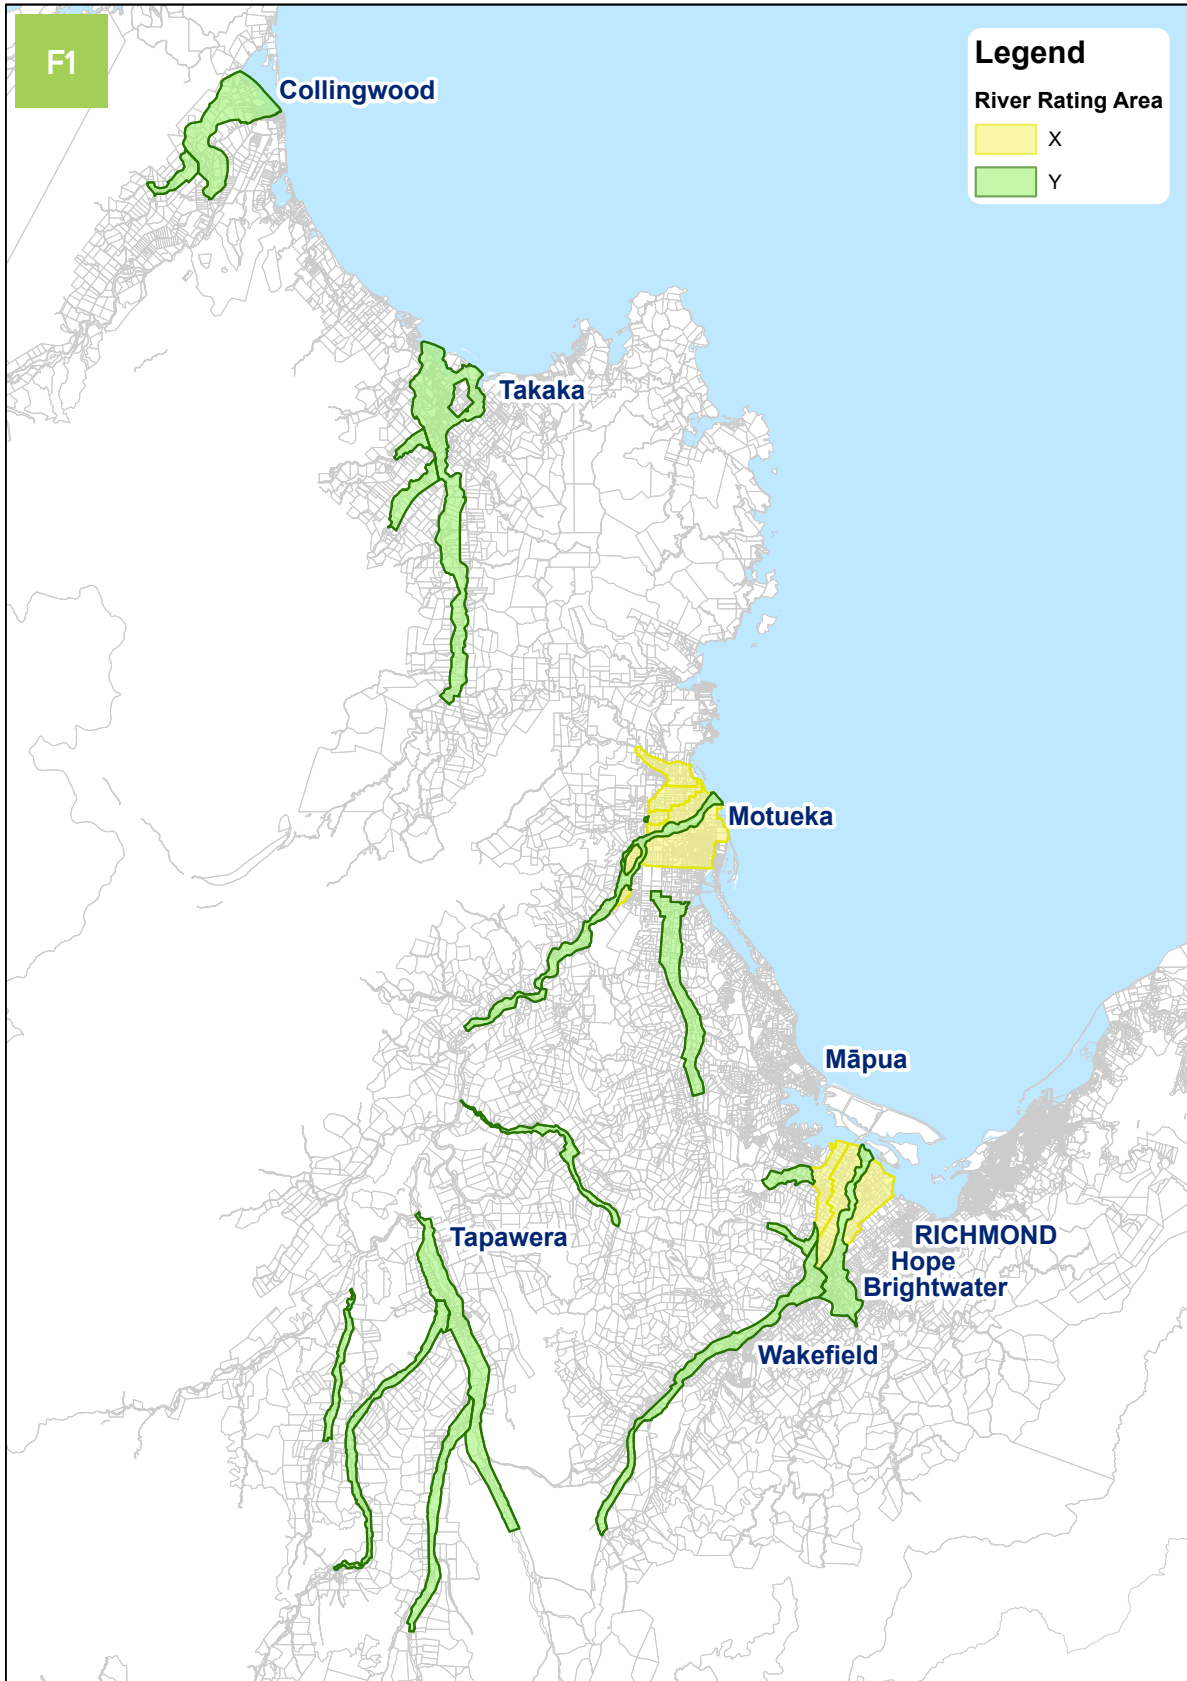 F1
Legend
River Rating Area
X
Y
Collingwood
Takaka
Motueka
Māpua
Tapawera
RICHMOND
Hope
Brightwater
Wakefield